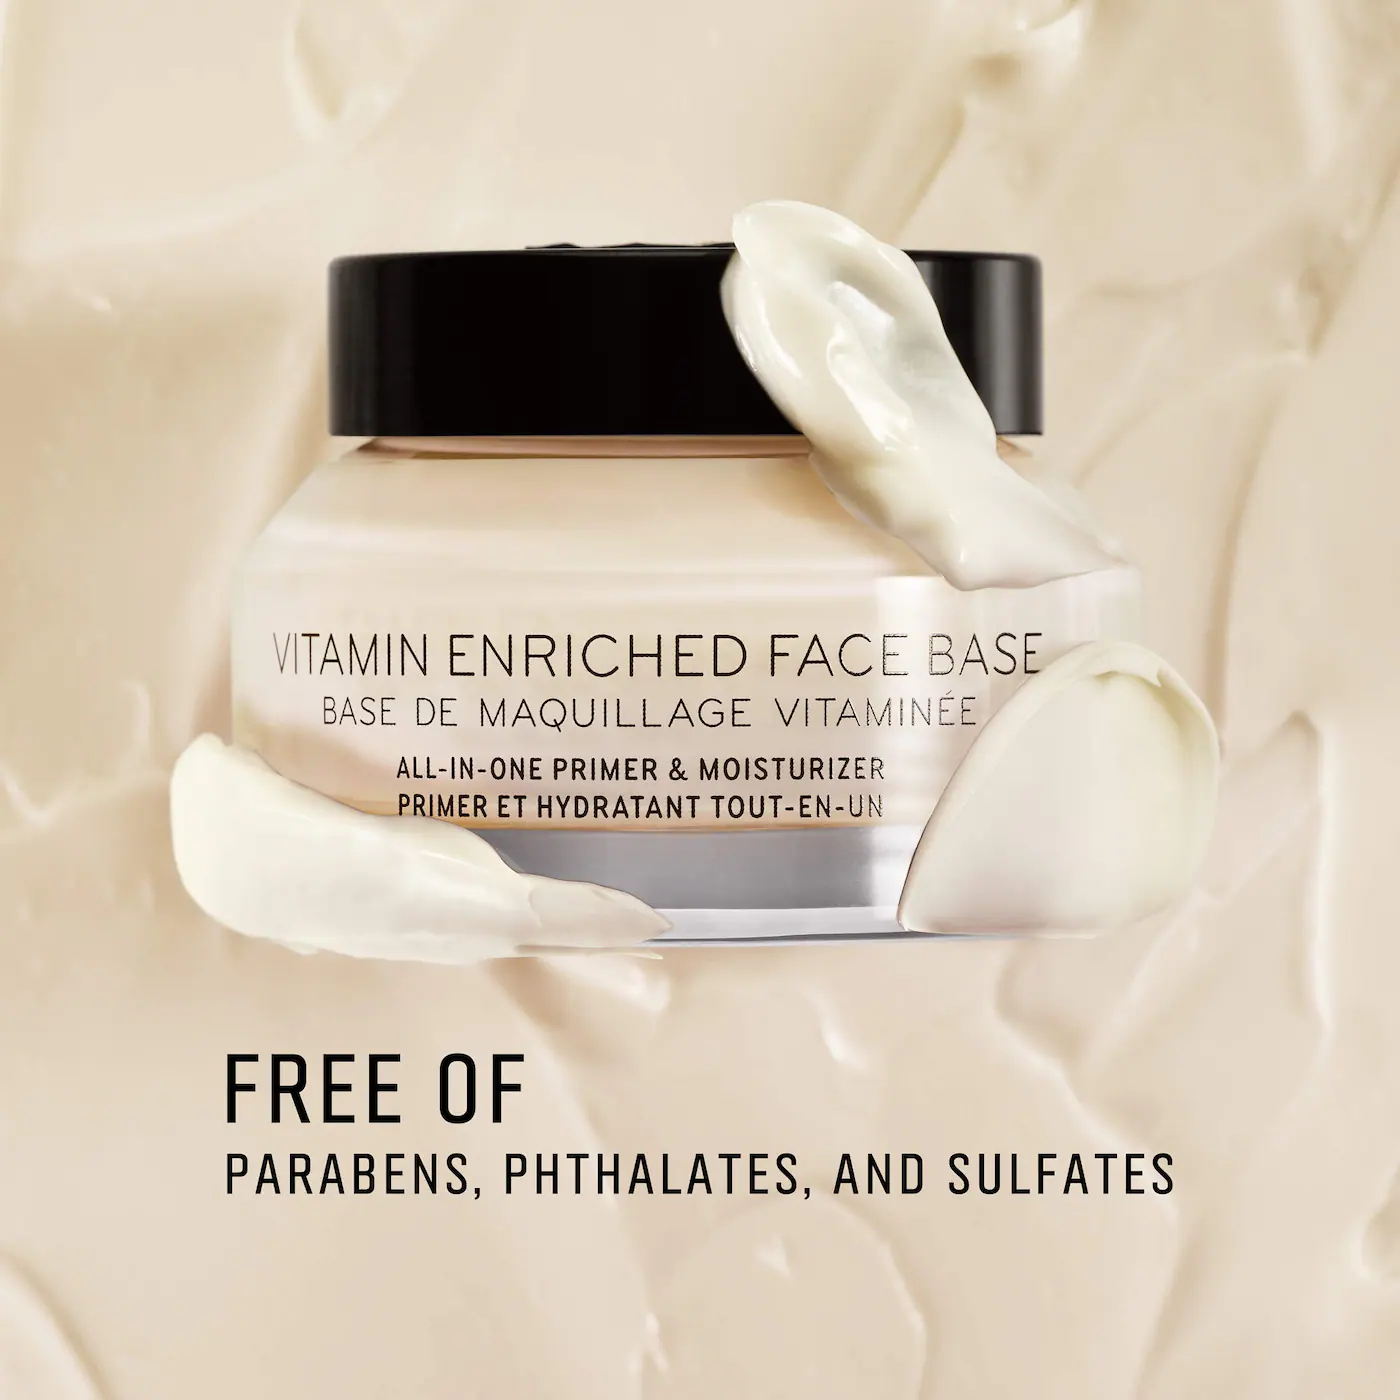 VITAMIN ENRICHED FACE BASE
BASE DE MAQUILLAGE VITAMINÉE
ALL-IN-ONE PRIMER & MOISTURIZER
PRIMER ET HYDRATANT TOUT-EN-UN
FREE OF
PARABENS, PHTHALATES, AND SULFATES